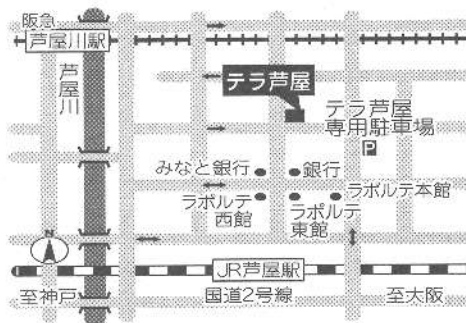 阪急
芦屋川駅
芦屋川
テラ芦屋
テラ芦屋
専用駐車場
P
みなと銀行
銀行
ラポルテ
西館
ラポルテ
東館
ラポルテ本館
N
JR芦屋駅
至神戸
国道2号線
至大阪